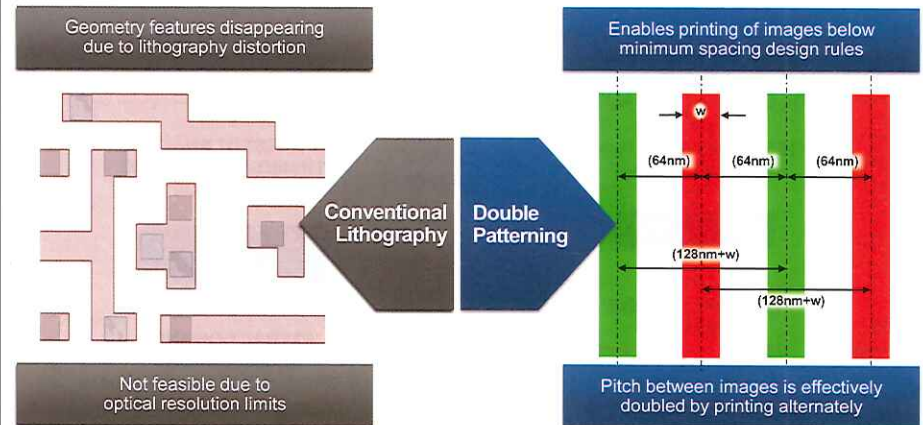 Geometry features disappearing
due to lithography distortion
Not feasible due to
optical resolution limits
Conventional
Lithography
Double
Patterning
Enables printing of images below
minimum spacing design rules
w
(64nm) (64nm) (64nm)
(128nm+w)
(128nm+w)
Pitch between images is effectively
doubled by printing alternately